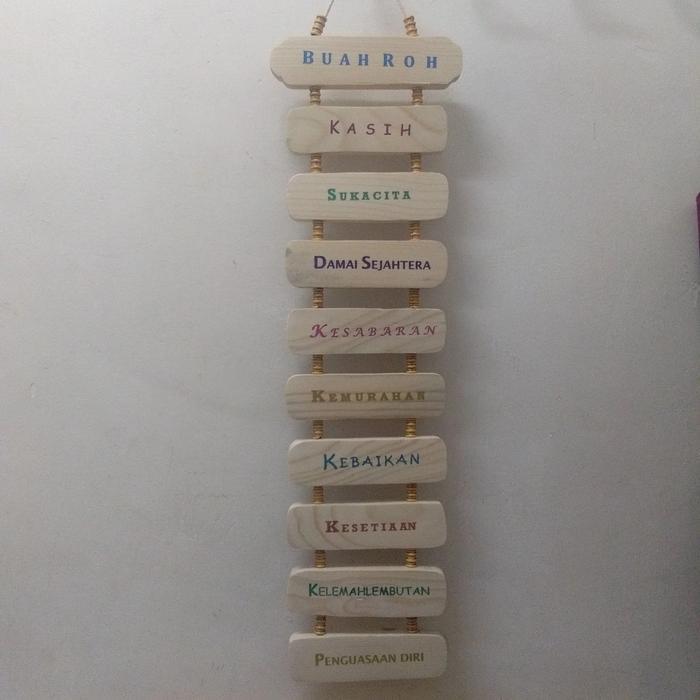 BUAH ROH
KASIH
SUKACITA
DAMAI SEJAHTERA
KESABARAN
KEMURAHAN
KEBAIKAN
KESETIAAN
KELEMAHLEMBUTAN
PENGUASAAN DIRI